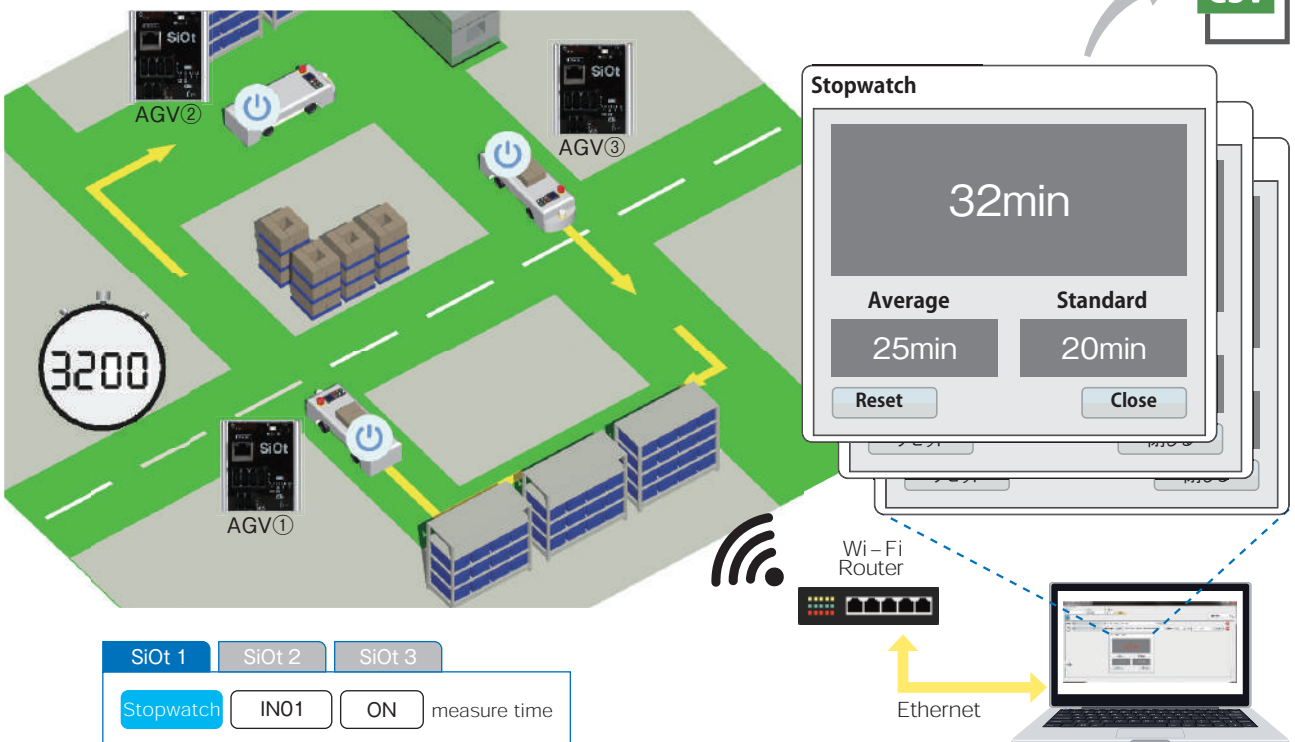 CSV
SiOt
AGV②
SiOt
AGV③
3200
SiOt
AGV①
Stopwatch
32min
Average
Standard
25min
20min
Reset
Close
Wi–Fi
Router
Ethernet
SiOt 1
SiOt 2
SiOt 3
Stopwatch
IN01
ON
measure time